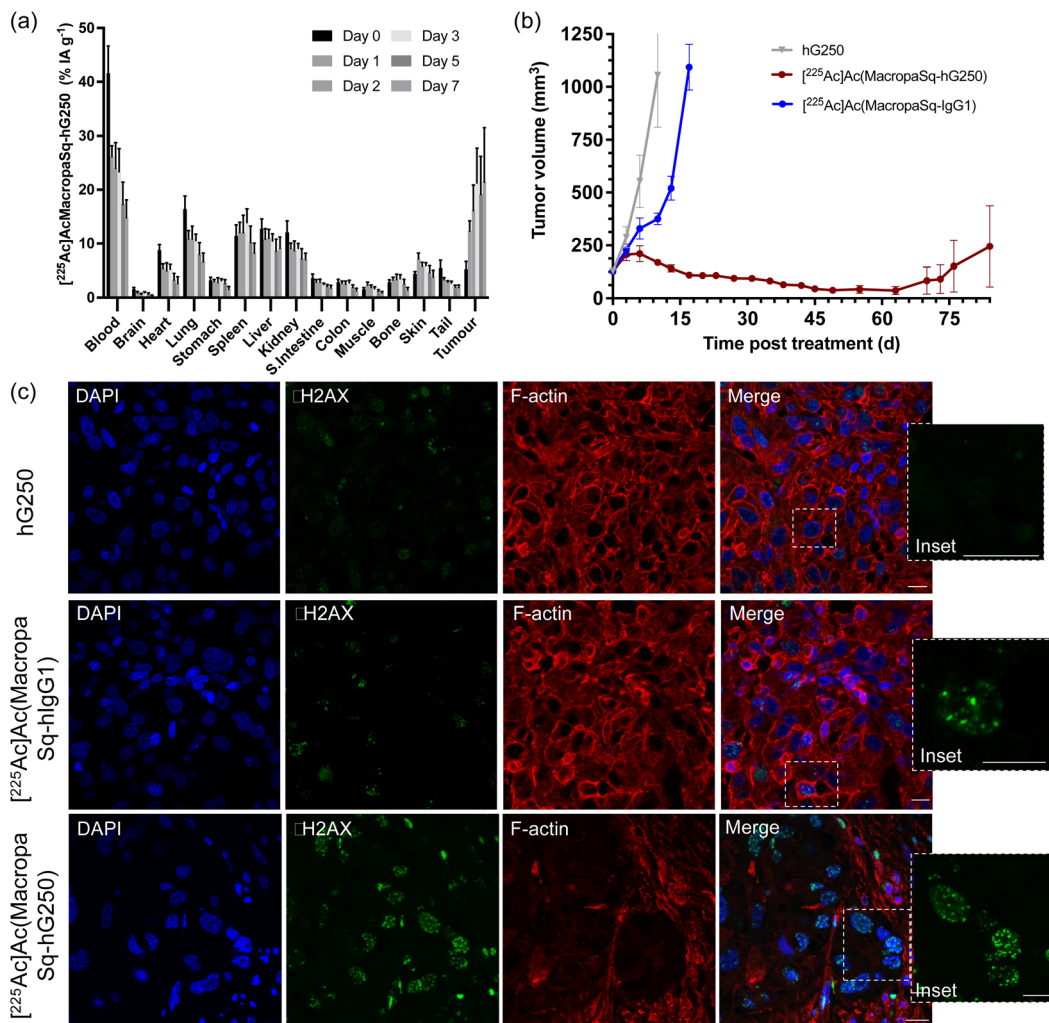 (a)
[²²⁵Ac]AcMacropaSq-hG250 (% IA g⁻¹)
50
40
30
20
10
0
Day 0
Day 1
Day 2
Day 3
Day 5
Day 7
Blood
Brain
Heart
Lung
Stomach
Spleen
Liver
Kidney
S.Intestine
Colon
Muscle
Bone
Skin
Tail
Tumour
(b)
Tumor volume (mm³)
1250
1000
750
500
250
0
hG250
[²²⁵Ac]Ac(MacropaSq-hG250)
[²²⁵Ac]Ac(MacropaSq-IgG1)
0
15
30
45
60
75
Time post treatment (d)
(c)
hG250
DAPI
□H2AX
F-actin
Merge
Inset
[²²⁵Ac]Ac(Macropa
Sq-hIgG1)
DAPI
□H2AX
F-actin
Merge
Inset
[²²⁵Ac]Ac(Macropa
Sq-hG250)
DAPI
□H2AX
F-actin
Merge
Inset